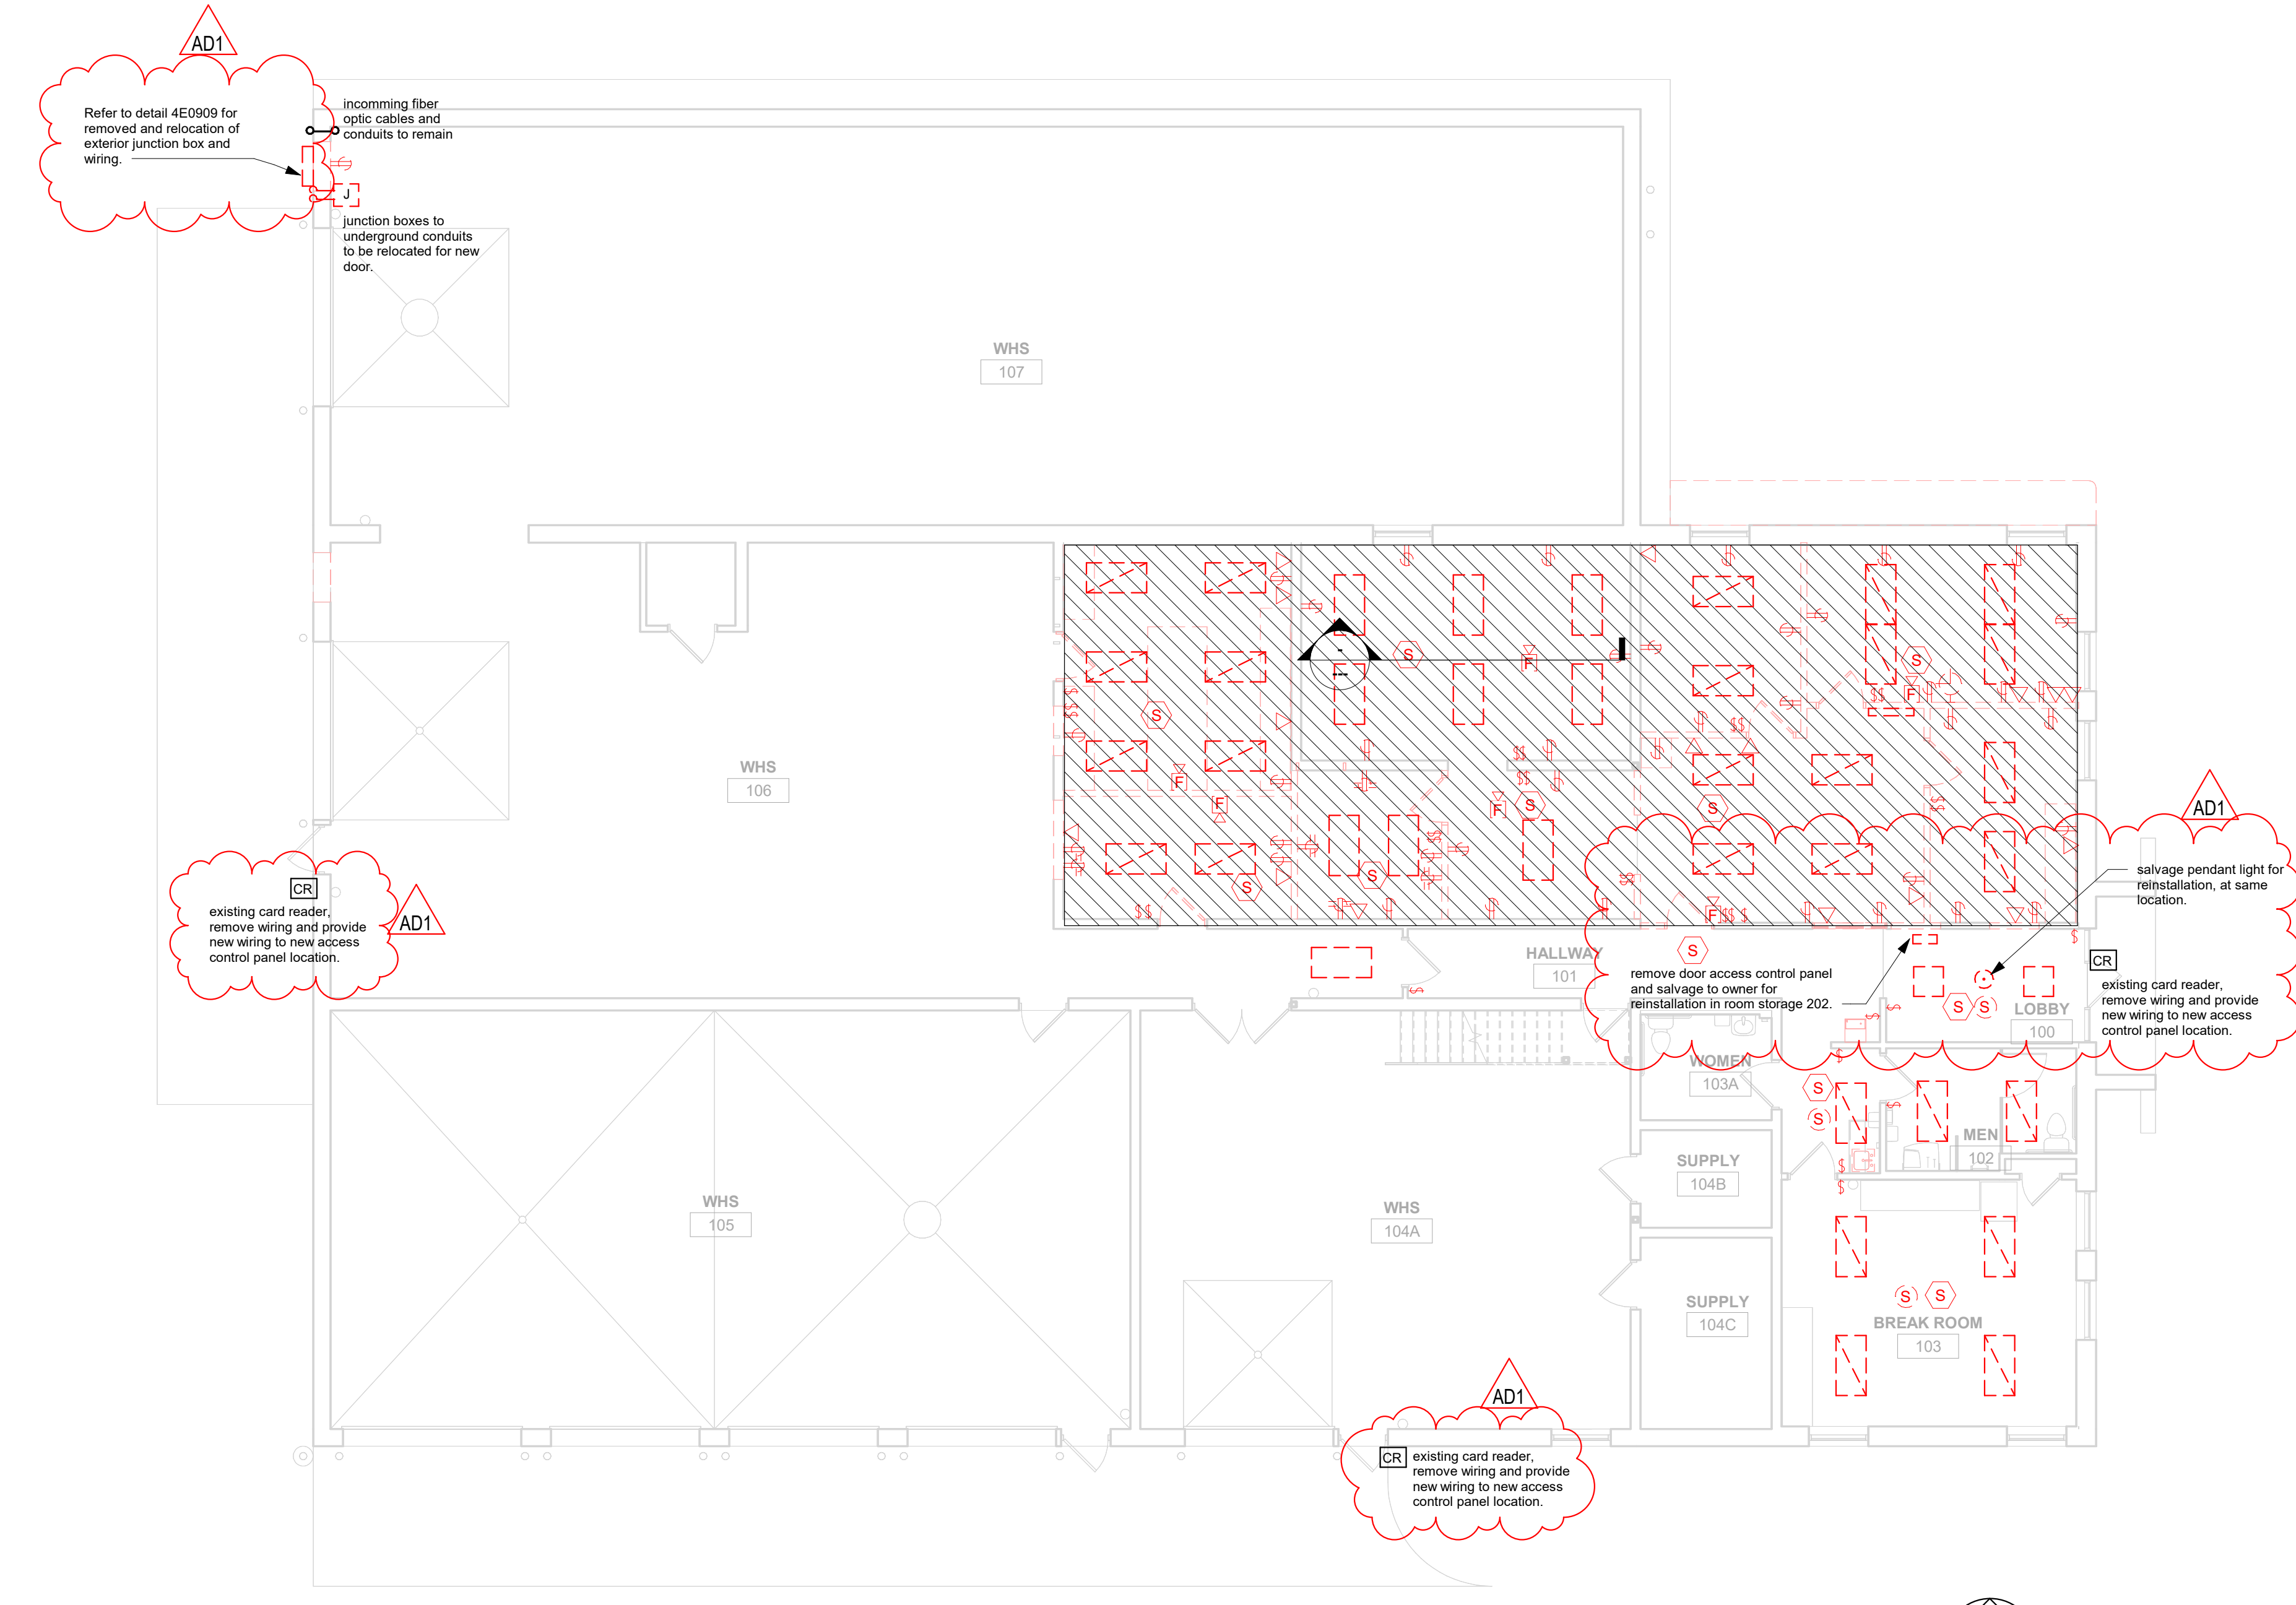 AD1
Refer to detail 4E0909 for
removed and relocation of
exterior junction box and
wiring.
incomming fiber
optic cables and
conduits to remain
J
junction boxes to
underground conduits
to be relocated for new
door.
WHS
107
WHS
106
S
S
S
S
S
S
S
F
F
F
F
F
F
-
---
CR
existing card reader,
remove wiring and provide
new wiring to new access
control panel location.
AD1
AD1
salvage pendant light for
reinstallation, at same
location.
HALLWAY
101
S
remove door access control panel
and salvage to owner for
reinstallation in room storage 202.
CR
existing card reader,
remove wiring and provide
new wiring to new access
control panel location.
S
S
LOBBY
100
WOMEN
103A
S
S
MEN
102
SUPPLY
104B
WHS
105
WHS
104A
SUPPLY
104C
S
S
BREAK ROOM
103
AD1
CR
existing card reader,
remove wiring and provide
new wiring to new access
control panel location.